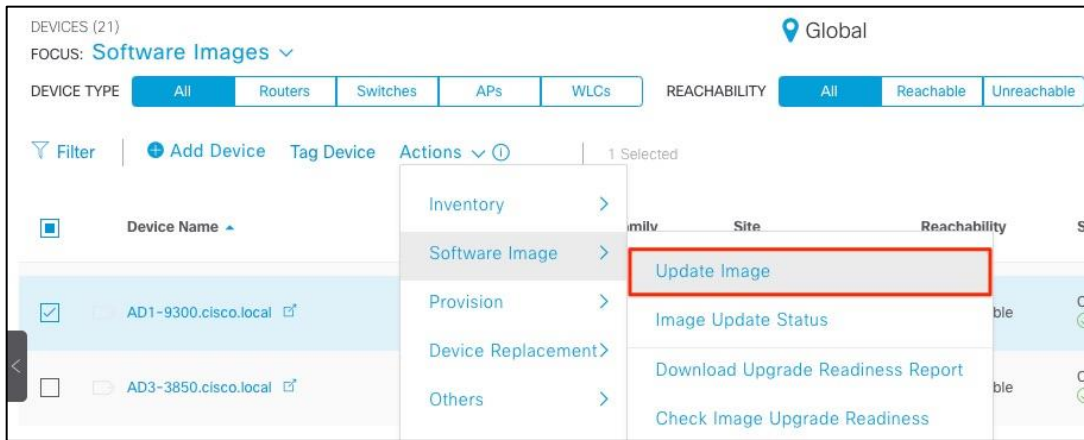 DEVICES (21)
Global
FOCUS: Software Images
DEVICE TYPE All Routers Switches APs WLCs REACHABILITY All Reachable Unreachable
Filter Add Device Tag Device Actions 1 Selected
Inventory
Device Name Site Reachability
Software Image
Update Image
Provision
AD1-9300.cisco.local
Image Update Status
Device Replacement
Download Upgrade Readiness Report
AD3-3850.cisco.local
Others
Check Image Upgrade Readiness